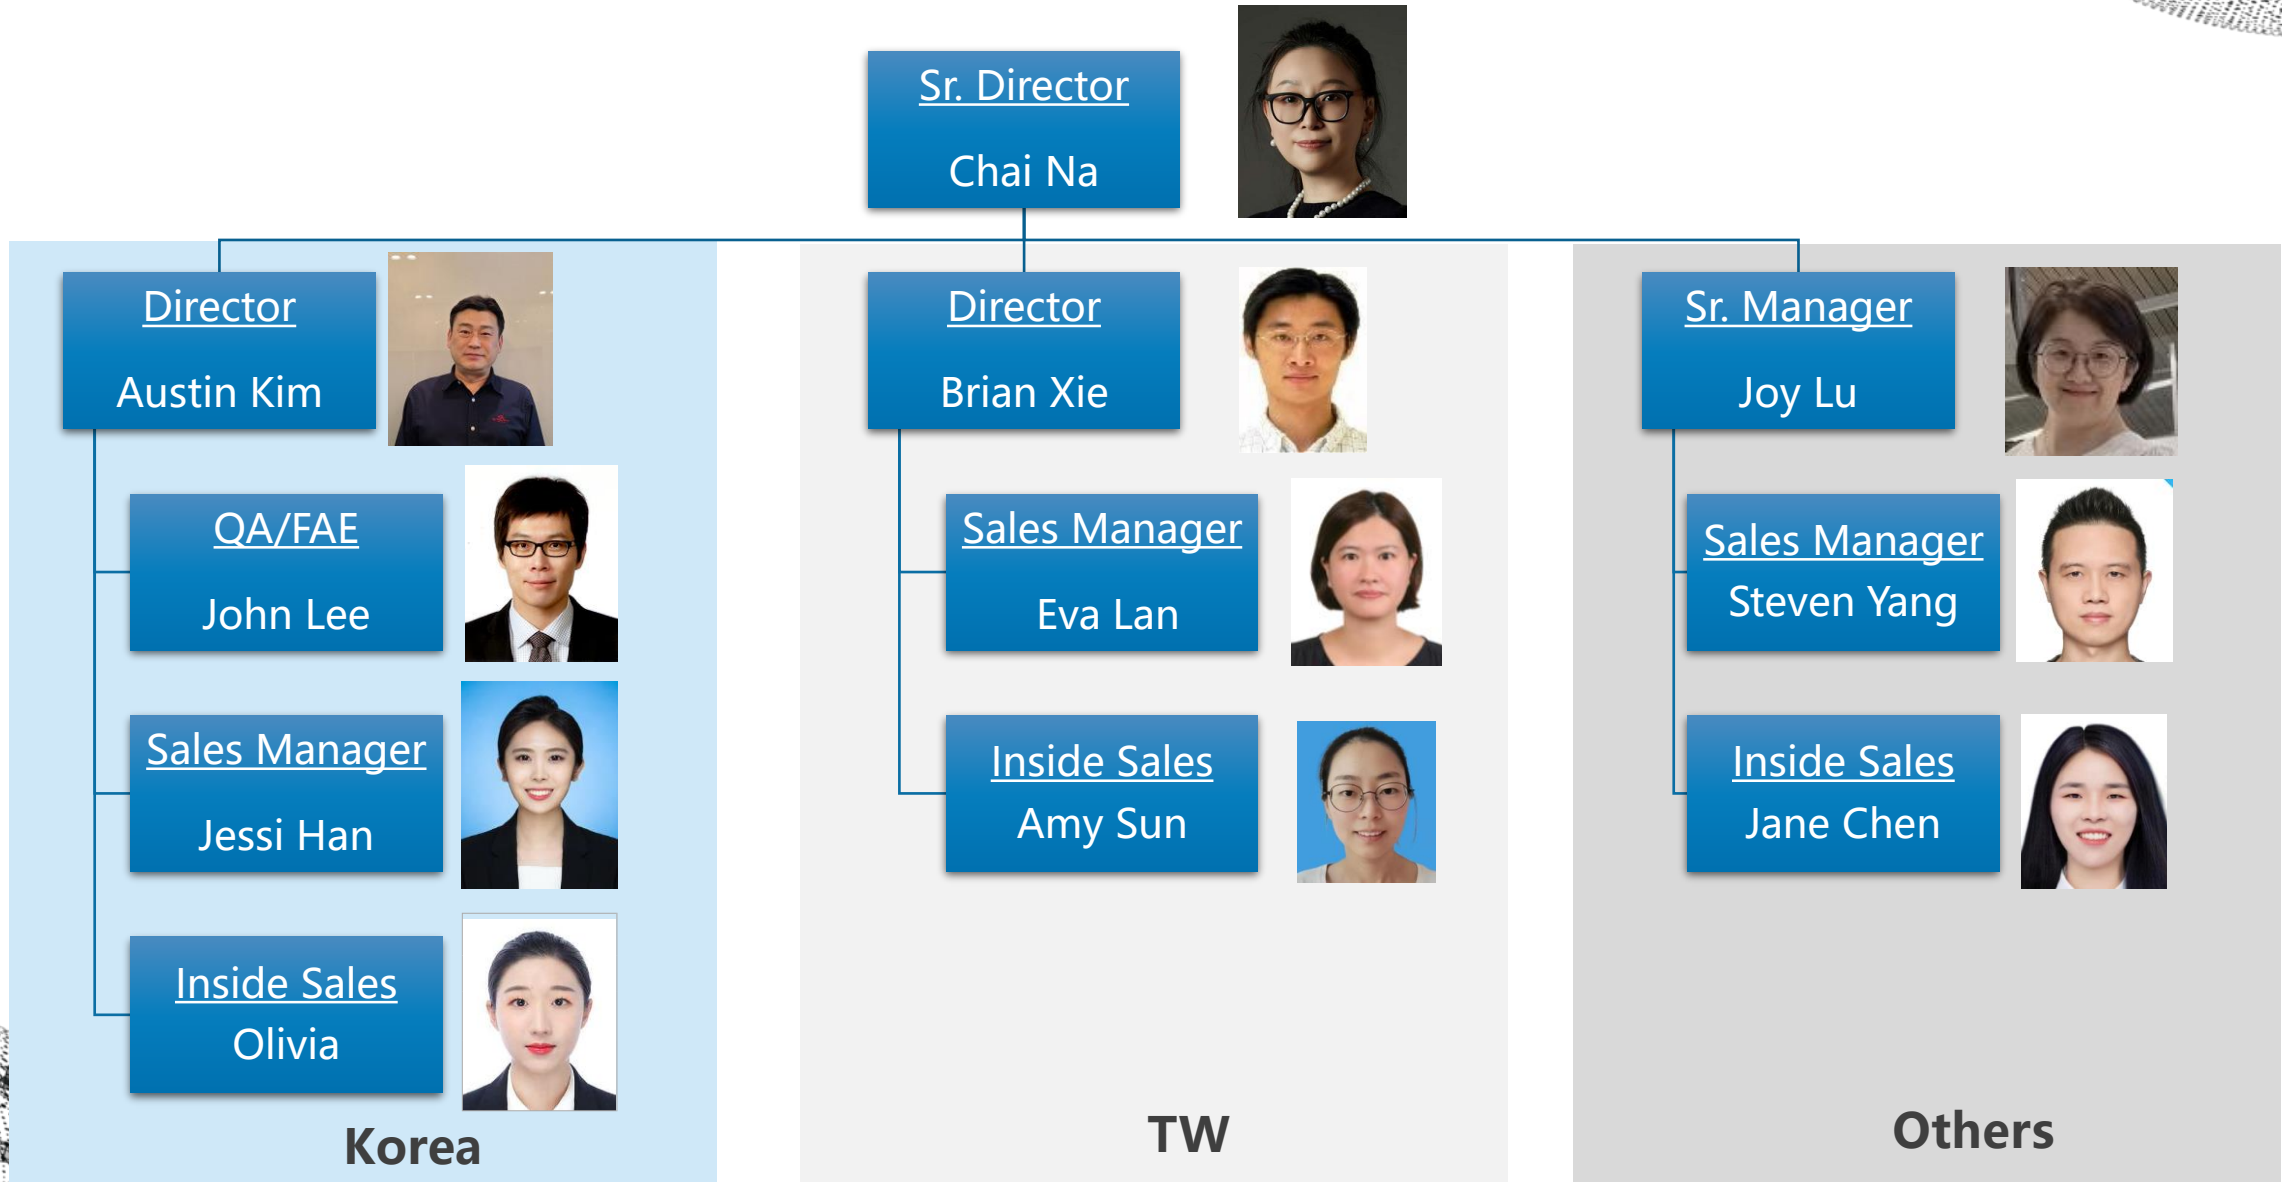 Sr. Director
Chai Na
Director
Austin Kim
QA/FAE
John Lee
Sales Manager
Jessi Han
Inside Sales
Olivia
Korea
Director
Brian Xie
Sales Manager
Eva Lan
Inside Sales
Amy Sun
TW
Sr. Manager
Joy Lu
Sales Manager
Steven Yang
Inside Sales
Jane Chen
Others